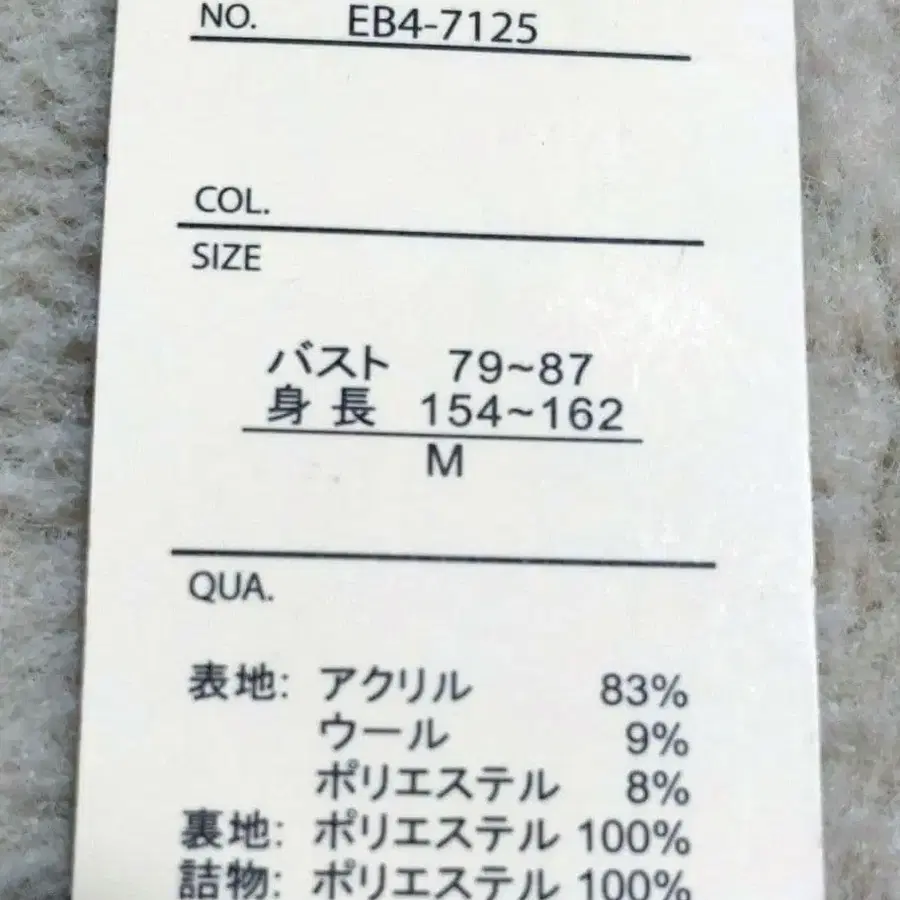 NO. EB4-7125
COL.
SIZE
バスト 79~87
身長 154~162
M
QUA.
表地: アクリル 83%
ウール 9%
ポリエステル 8%
裏地: ポリエステル 100%
詰物: ポリエステル 100%